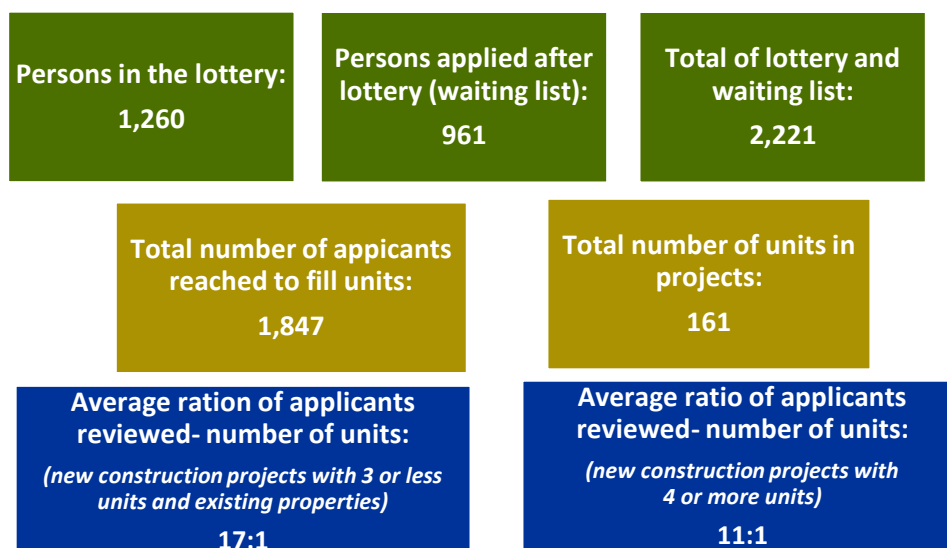 Persons in the lottery:
1,260
Persons applied after
lottery (waiting list):
961
Total of lottery and
waiting list:
2,221
Total number of appicants
reached to fill units:
1,847
Total number of units in
projects:
161
Average ration of applicants
reviewed- number of units:
(new construction projects with 3 or less
units and existing properties)
17:1
Average ratio of applicants
reviewed- number of units:
(new construction projects with
4 or more units)
11:1